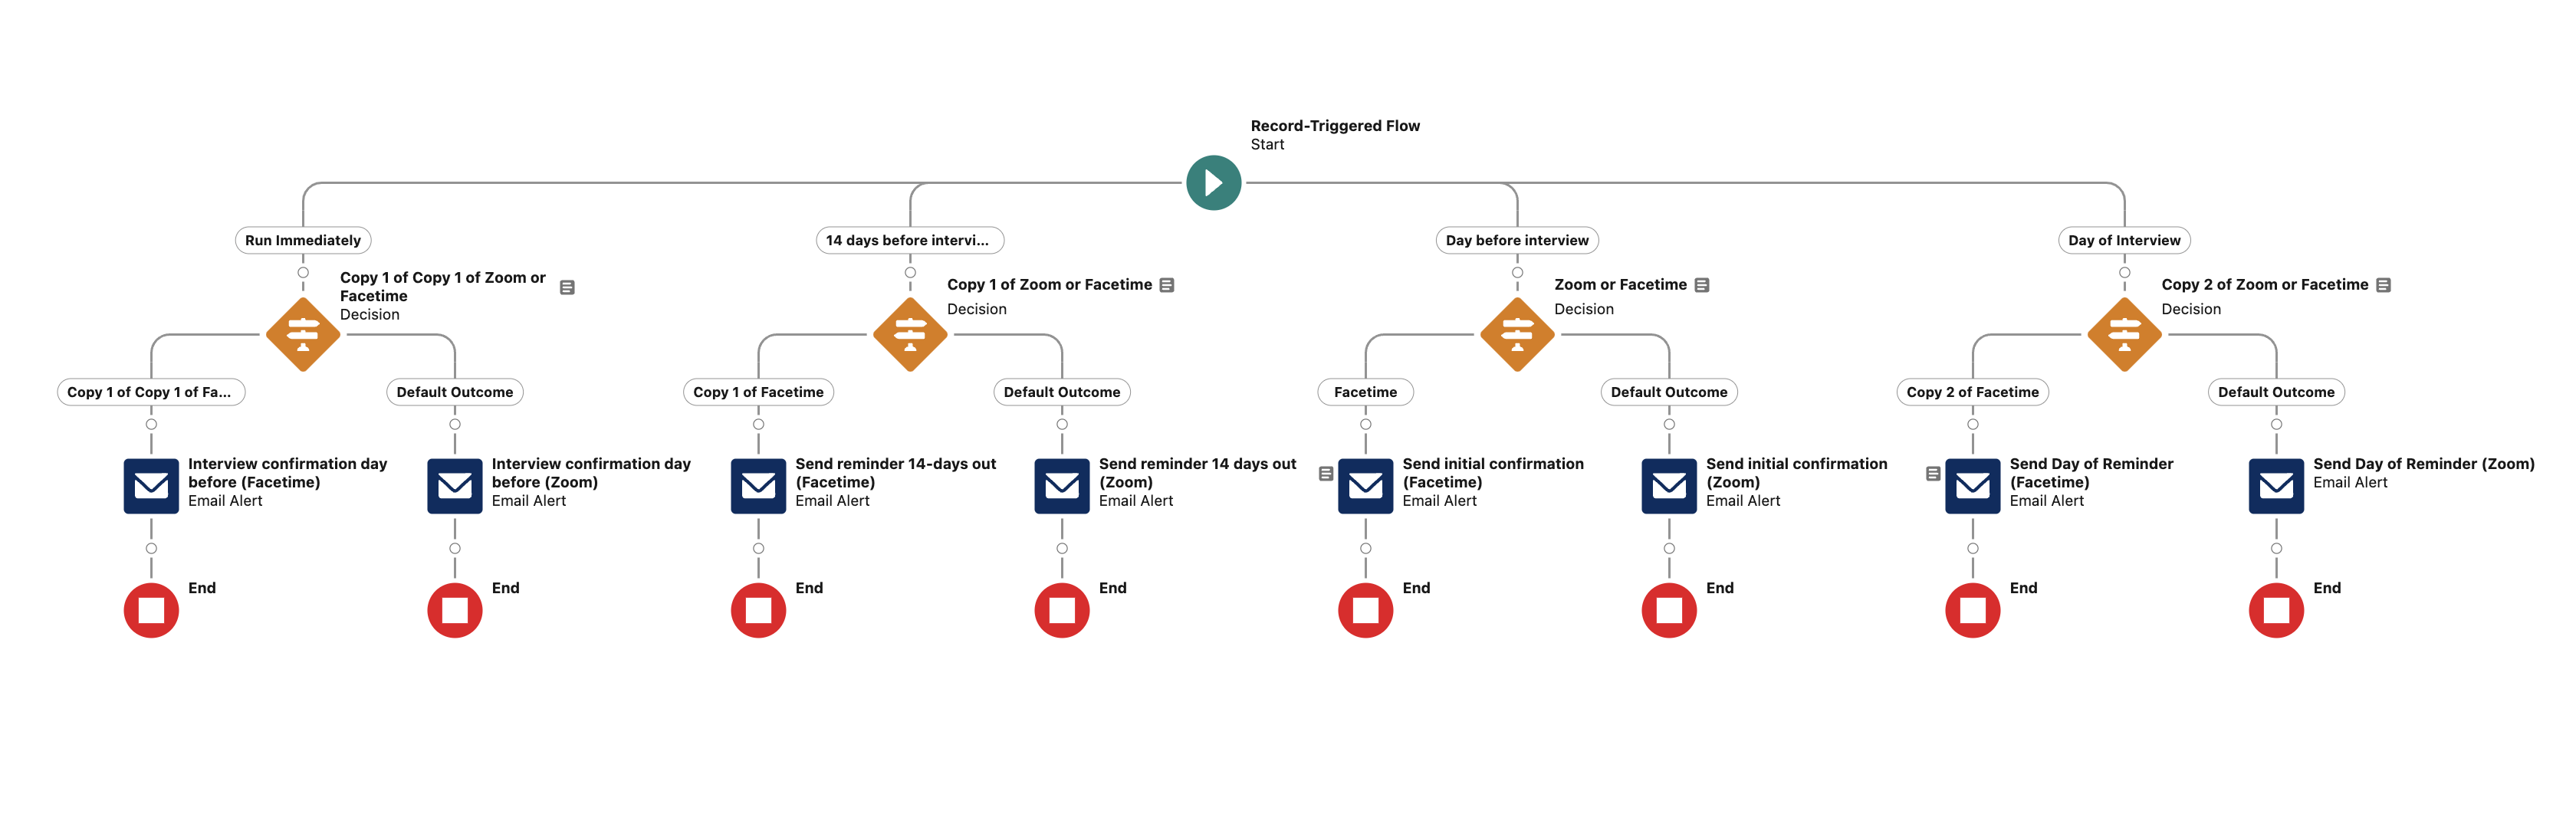 Record-Triggered Flow
Start
Run Immediately
14 days before intervi...
Day before interview
Day of Interview
Copy 1 of Copy 1 of Zoom or
Facetime
Decision
Copy 1 of Zoom or Facetime
Decision
Zoom or Facetime
Decision
Copy 2 of Zoom or Facetime
Decision
Copy 1 of Copy 1 of Fa...
Default Outcome
Copy 1 of Facetime
Default Outcome
Facetime
Default Outcome
Copy 2 of Facetime
Default Outcome
Interview confirmation day
before (Facetime)
Email Alert
Interview confirmation day
before (Zoom)
Email Alert
Send reminder 14-days out
(Facetime)
Email Alert
Send reminder 14 days out
(Zoom)
Email Alert
Send initial confirmation
(Facetime)
Email Alert
Send initial confirmation
(Zoom)
Email Alert
Send Day of Reminder
(Facetime)
Email Alert
Send Day of Reminder (Zoom)
Email Alert
End
End
End
End
End
End
End
End